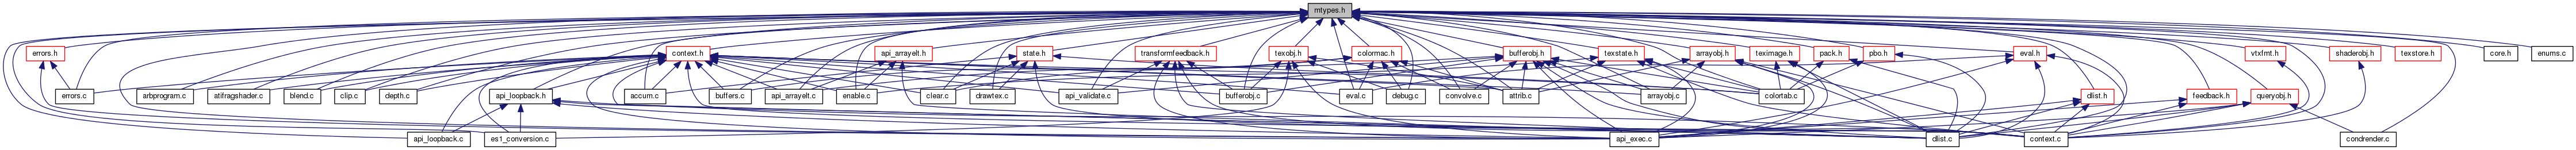 mtypes.h
errors.h
context.h
api_arrayelt.h
state.h
transformfeedback.h
texobj.h
colormac.h
bufferobj.h
texstate.h
arrayobj.h
teximage.h
pack.h
pbo.h
eval.h
vtxfmt.h
shaderobj.h
texstore.h
core.h
enums.c
errors.c
arbprogram.c
atifragshader.c
blend.c
clip.c
depth.c
api_loopback.h
accum.c
buffers.c
api_arrayelt.c
enable.c
clear.c
drawtex.c
api_validate.c
bufferobj.c
eval.c
debug.c
convolve.c
attrib.c
arrayobj.c
colortab.c
dlist.h
feedback.h
queryobj.h
api_loopback.c
es1_conversion.c
api_exec.c
dlist.c
context.c
condrender.c